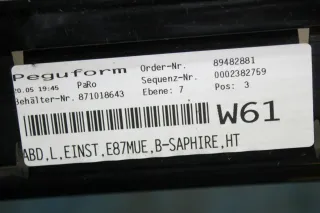 Peguform Order-Nr. 89482881
20.05 19:45 PaRo Sequenz-Nr. 0002382759
Behälter-Nr. 871018643 Ebene: 7 Pos: 3
W61
ABD,L,EINST,E87MUE,B-SAPHIRE,HT